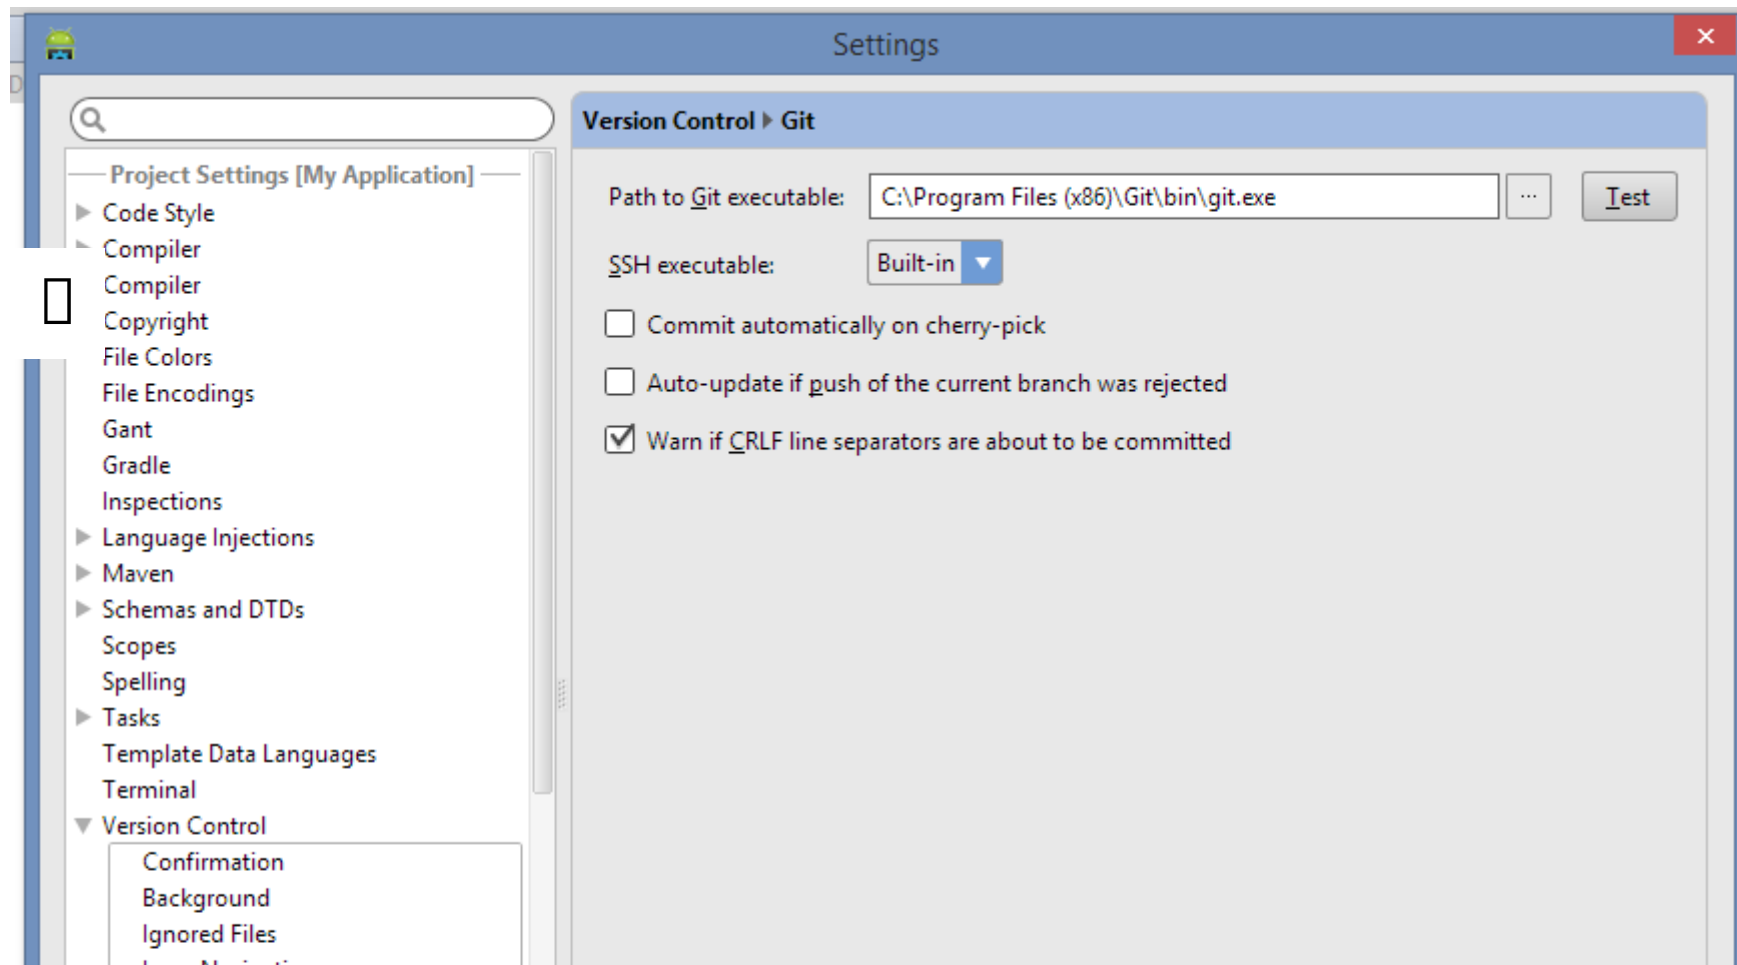 Settings
Version Control Git
Project Settings [My Application]
Code Style
Compiler
Compiler
Copyright
File Colors
File Encodings
Gant
Gradle
Inspections
Language Injections
Maven
Schemas and DTDs
Scopes
Spelling
Tasks
Template Data Languages
Terminal
Version Control
Confirmation
Background
Ignored Files
Path to Git executable: C:\Program Files (x86)\Git\bin\git.exe ... Test
SSH executable: Built-in
Commit automatically on cherry-pick
Auto-update if push of the current branch was rejected
Warn if CRLF line separators are about to be committed